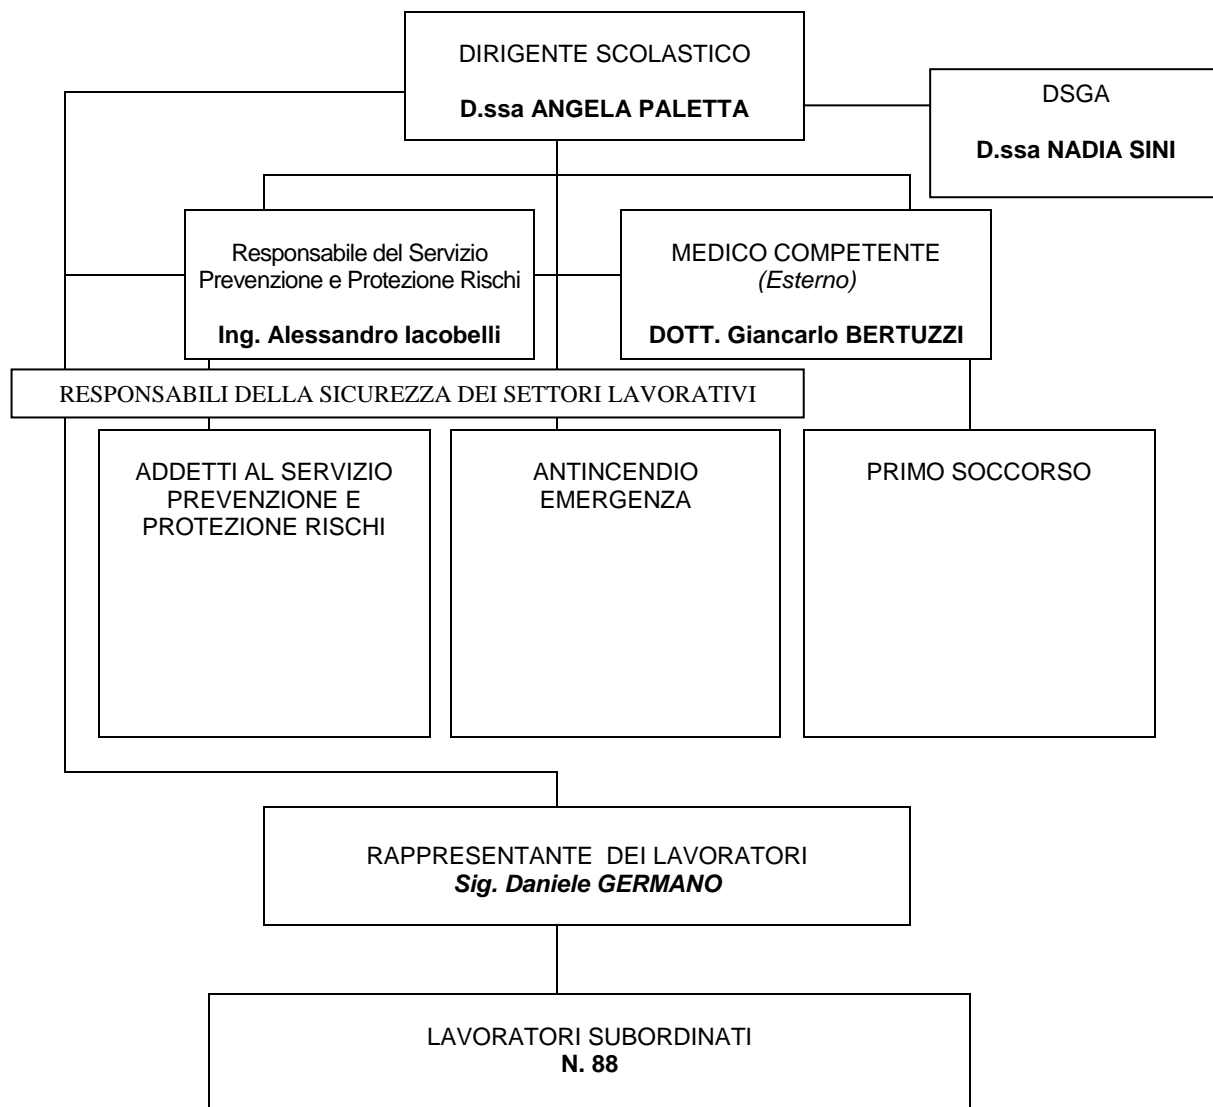 DIRIGENTE SCOLASTICO
D.ssa ANGELA PALETTA
DSGA
D.ssa NADIA SINI
Responsabile del Servizio
Prevenzione e Protezione Rischi
Ing. Alessandro Iacobelli
MEDICO COMPETENTE
(Esterno)
DOTT. Giancarlo BERTUZZI
RESPONSABILI DELLA SICUREZZA DEI SETTORI LAVORATIVI
ADDETTI AL SERVIZIO
PREVENZIONE E
PROTEZIONE RISCHI
ANTINCENDIO
EMERGENZA
PRIMO SOCCORSO
RAPPRESENTANTE DEI LAVORATORI
Sig. Daniele GERMANO
LAVORATORI SUBORDINATI
N. 88